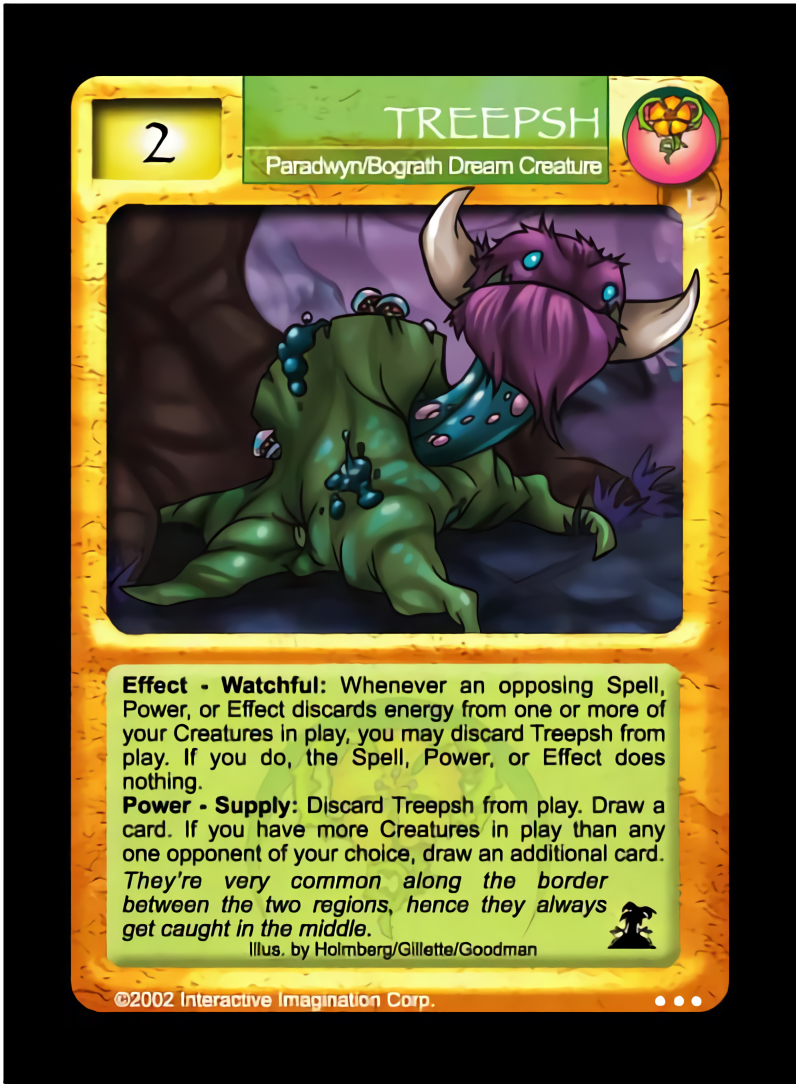 2
TREEPSH
Paradwyn/Bograth Dream Creature
1
Effect - Watchful: Whenever an opposing Spell,
Power, or Effect discards energy from one or more of
your Creatures in play, you may discard Treepsh from
play. If you do, the Spell, Power, or Effect does
nothing.
Power - Supply: Discard Treepsh from play. Draw a
card. If you have more Creatures in play than any
one opponent of your choice, draw an additional card.
They're very common along the border
between the two regions, hence they always
get caught in the middle.
Illus. by Holmberg/Gillette/Goodman
©2002 Interactive Imagination Corp.